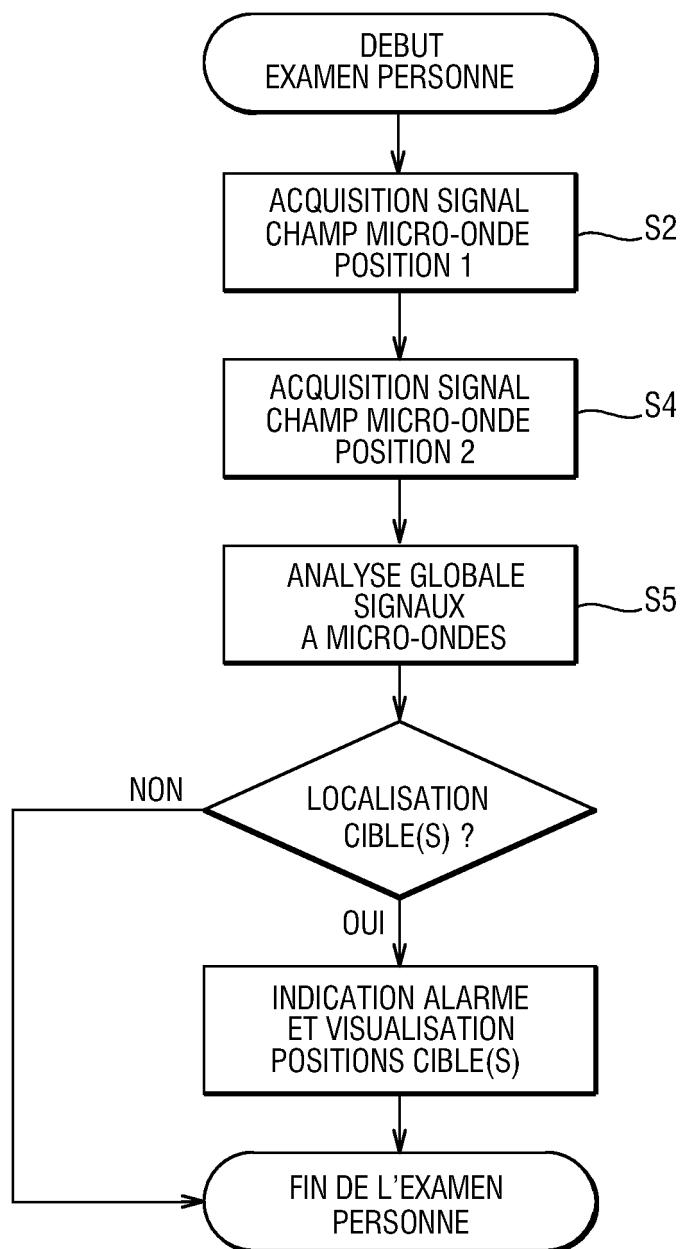 DEBUT
EXAMEN PERSONNE
ACQUISITION SIGNAL
CHAMP MICRO-ONDE
POSITION 1
S2
ACQUISITION SIGNAL
CHAMP MICRO-ONDE
POSITION 2
S4
ANALYSE GLOBALE
SIGNAUX
A MICRO-ONDES
S5
NON
LOCALISATION
CIBLE(S) ?
OUI
INDICATION ALARME
ET VISUALISATION
POSITIONS CIBLE(S)
FIN DE L'EXAMEN
PERSONNE